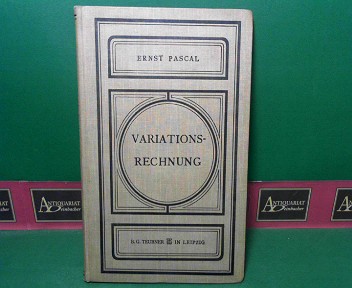 ERNST PASCAL
VARIATIONS-
RECHNUNG
B. G. TEUBNER IN LEIPZIG
ANTIQUARIAT
ANTIQUARIAT